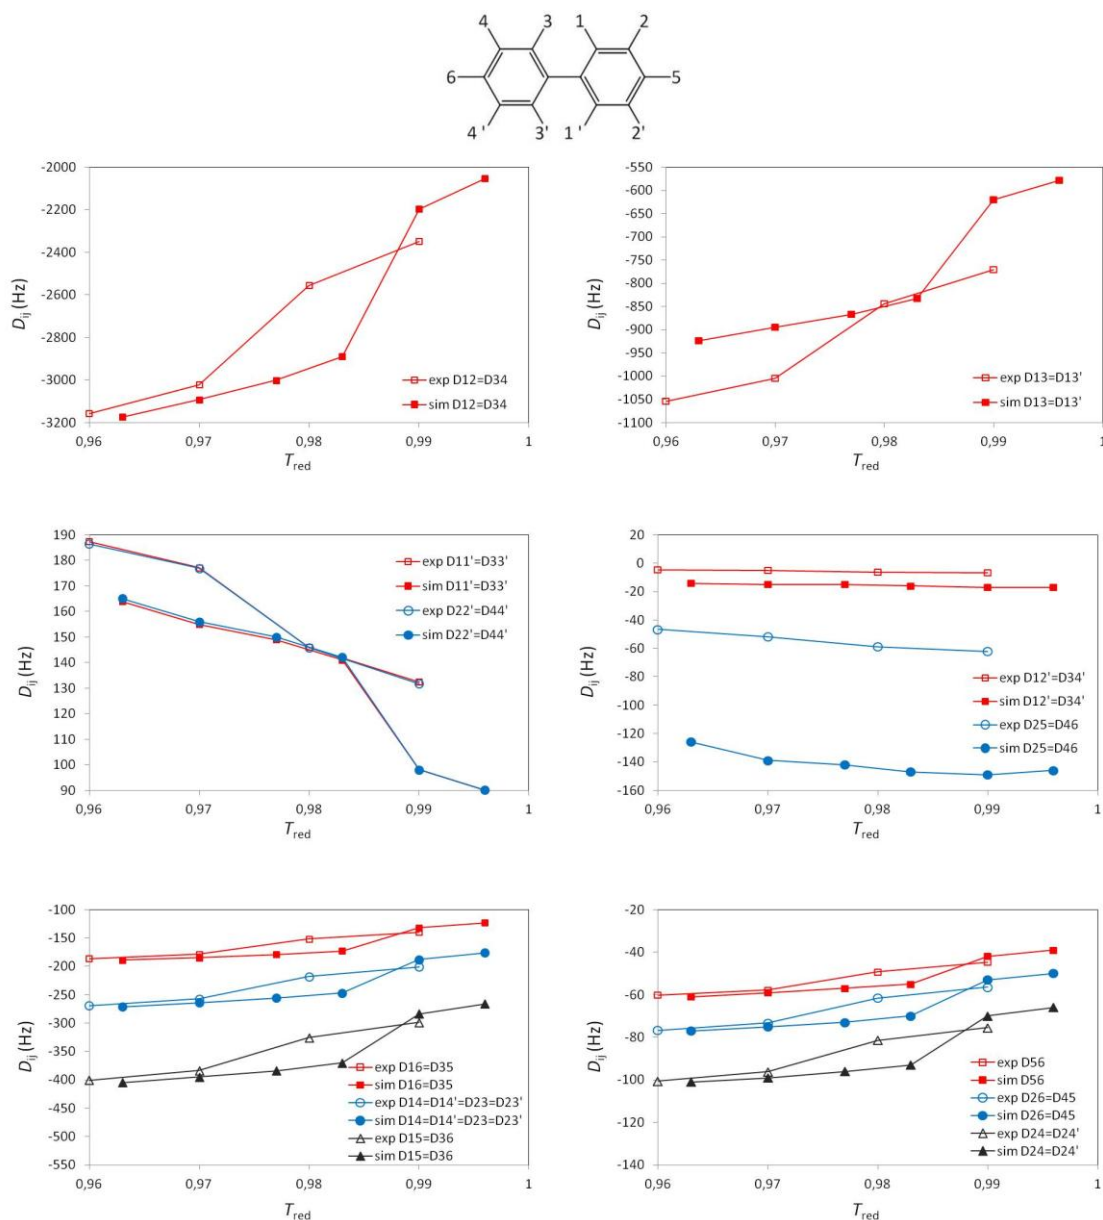 4 3 1 2
6 5
4 ' 3' 1 ' 2'
-2000
-2200
-2400
-2600
-2800
-3000
-3200
D_ij (Hz)
exp D12=D34
sim D12=D34
0,96 0,97 0,98 0,99 1
T_red
-550
-600
-650
-700
-750
-800
-850
-900
-950
-1000
-1050
-1100
D_ij (Hz)
exp D13=D13'
sim D13=D13'
0,96 0,97 0,98 0,99 1
T_red
190
180
170
160
150
140
130
120
110
100
90
D_ij (Hz)
exp D11'=D33'
sim D11'=D33'
exp D22'=D44'
sim D22'=D44'
0,96 0,97 0,98 0,99 1
T_red
20
0
-20
-40
-60
-80
-100
-120
-140
-160
D_ij (Hz)
exp D12'=D34'
sim D12'=D34'
exp D25=D46
sim D25=D46
0,96 0,97 0,98 0,99 1
T_red
-100
-150
-200
-250
-300
-350
-400
-450
-500
-550
D_ij (Hz)
exp D16=D35
sim D16=D35
exp D14=D14'=D23=D23'
sim D14=D14'=D23=D23'
exp D15=D36
sim D15=D36
0,96 0,97 0,98 0,99 1
T_red
-20
-40
-60
-80
-100
-120
-140
D_ij (Hz)
exp D56
sim D56
exp D26=D45
sim D26=D45
exp D24=D24'
sim D24=D24'
0,96 0,97 0,98 0,99 1
T_red